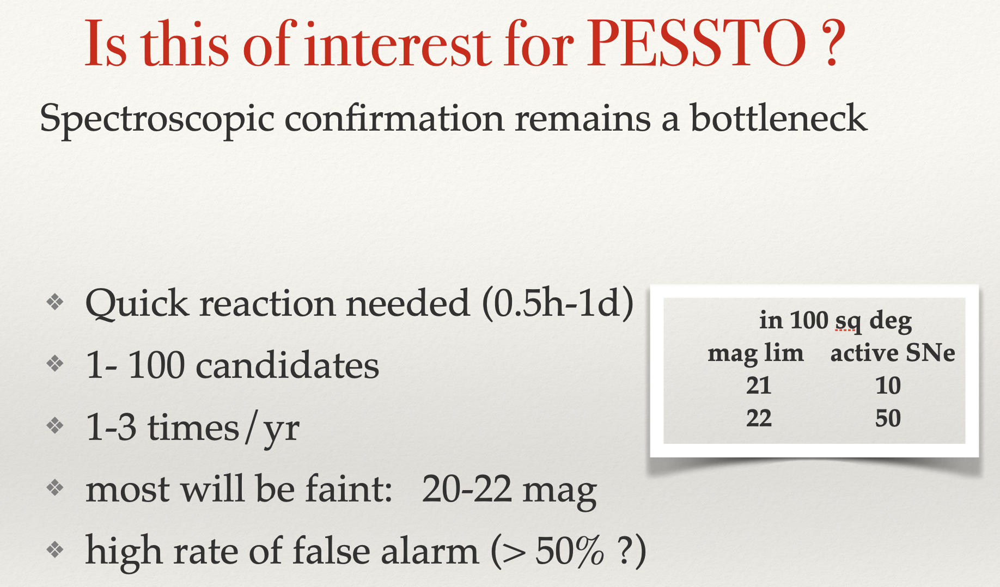 Is this of interest for PESSTO ?
Spectroscopic confirmation remains a bottleneck
❖ Quick reaction needed (0.5h-1d)
❖ 1- 100 candidates
❖ 1-3 times/yr
❖ most will be faint: 20-22 mag
❖ high rate of false alarm (> 50% ?)
in 100 sq deg
mag lim active SNe
21 10
22 50